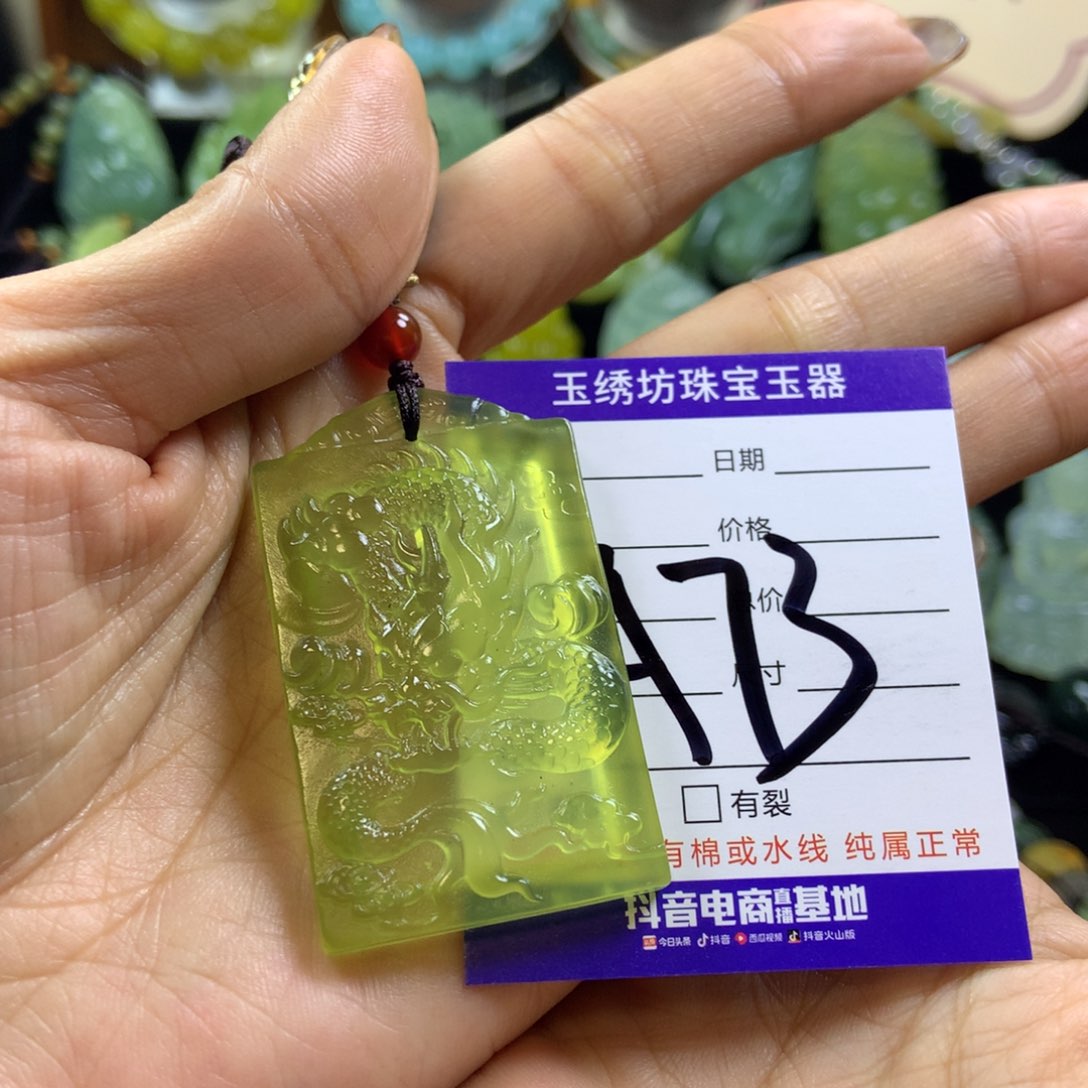 玉绣坊珠宝玉器
日期
价格
价
寸
A73
有裂
有棉或水线 纯属正常
抖音电商直播基地
今日头条 抖音 西瓜视频 抖音火山版